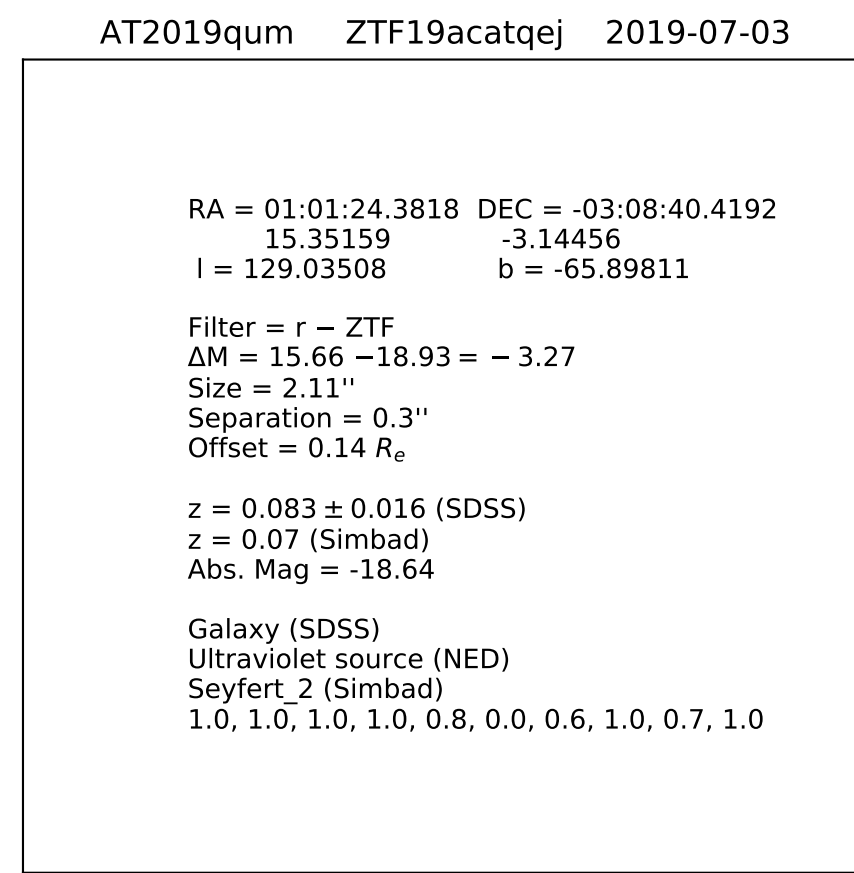 AT2019qum ZTF19acatqej 2019-07-03
RA = 01:01:24.3818 DEC = -03:08:40.4192
15.35159 -3.14456
l = 129.03508 b = -65.89811
Filter = r − ZTF
ΔM = 15.66 −18.93 = − 3.27
Size = 2.11''
Separation = 0.3''
Offset = 0.14 Re
z = 0.083 ± 0.016 (SDSS)
z = 0.07 (Simbad)
Abs. Mag = -18.64
Galaxy (SDSS)
Ultraviolet source (NED)
Seyfert_2 (Simbad)
1.0, 1.0, 1.0, 1.0, 0.8, 0.0, 0.6, 1.0, 0.7, 1.0